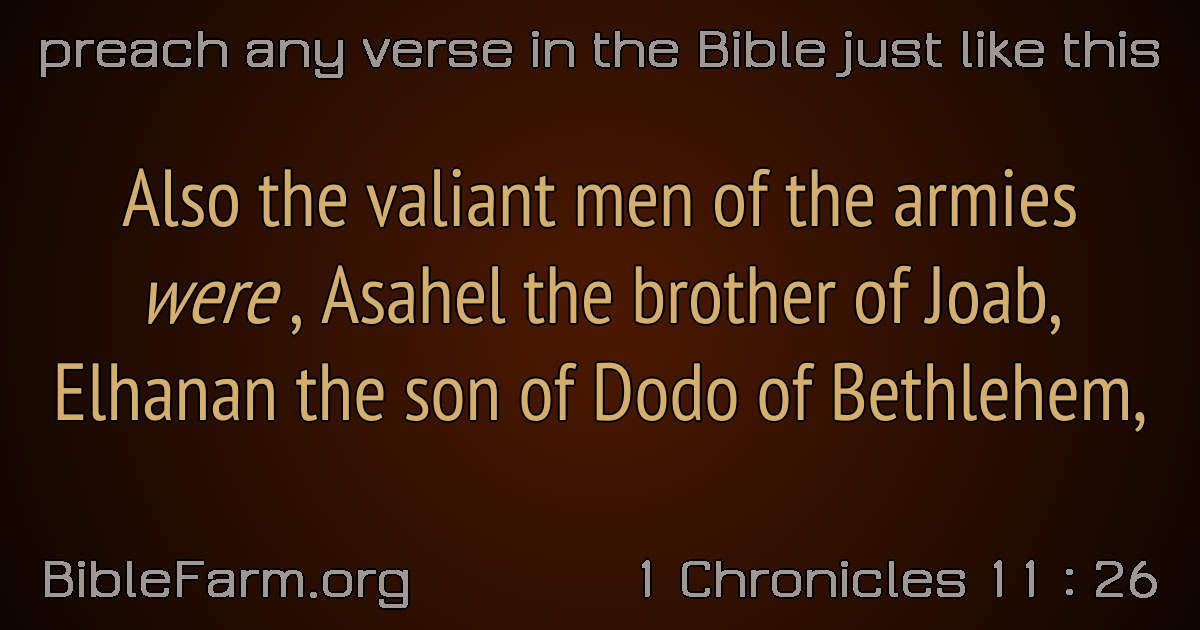 preach any verse in the Bible just like this
Also the valiant men of the armies
were , Asahel the brother of Joab,
Elhanan the son of Dodo of Bethlehem,
BibleFarm.org 1 Chronicles 11 : 26